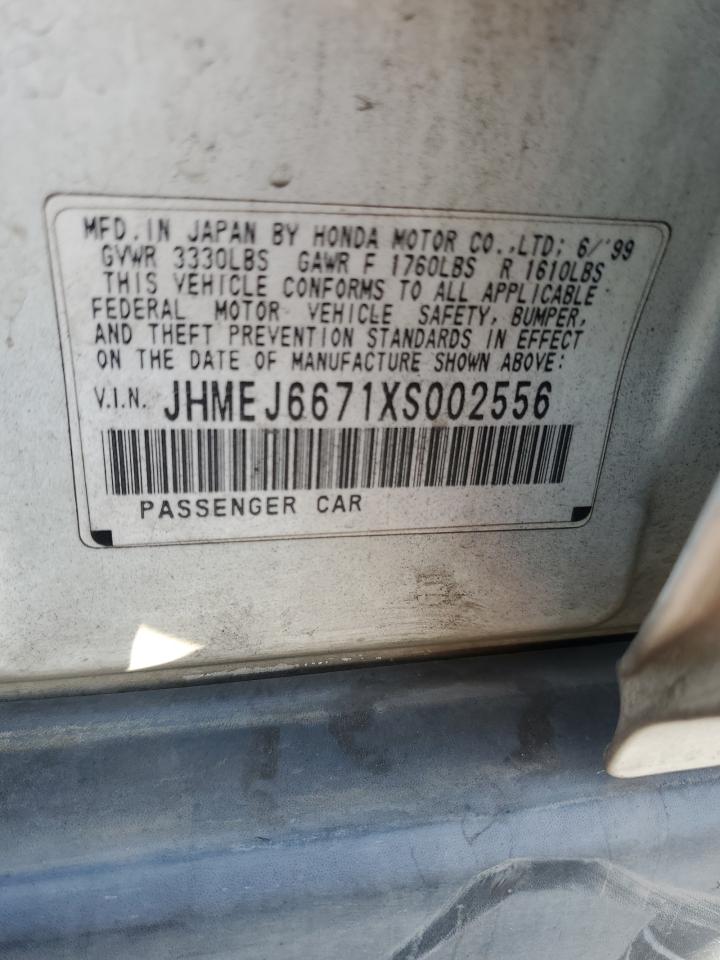 MFD. IN JAPAN BY HONDA MOTOR CO., LTD; 6/'99
GVWR 3330LBS GAWR F 1760LBS R 1610LBS
THIS VEHICLE CONFORMS TO ALL APPLICABLE
FEDERAL MOTOR VEHICLE SAFETY, BUMPER,
AND THEFT PREVENTION STANDARDS IN EFFECT
ON THE DATE OF MANUFACTURE SHOWN ABOVE:
V.I.N. JHMEJ6671XS002556
PASSENGER CAR